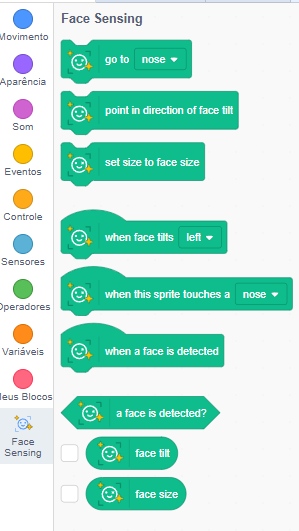 Face Sensing
Movimento
Aparência
Som
Eventos
Controle
Sensores
Operadores
Variáveis
Meus Blocos
Face
Sensing
go to nose
point in direction of face tilt
set size to face size
when face tilts left
when this sprite touches a nose
when a face is detected
a face is detected?
face tilt
face size